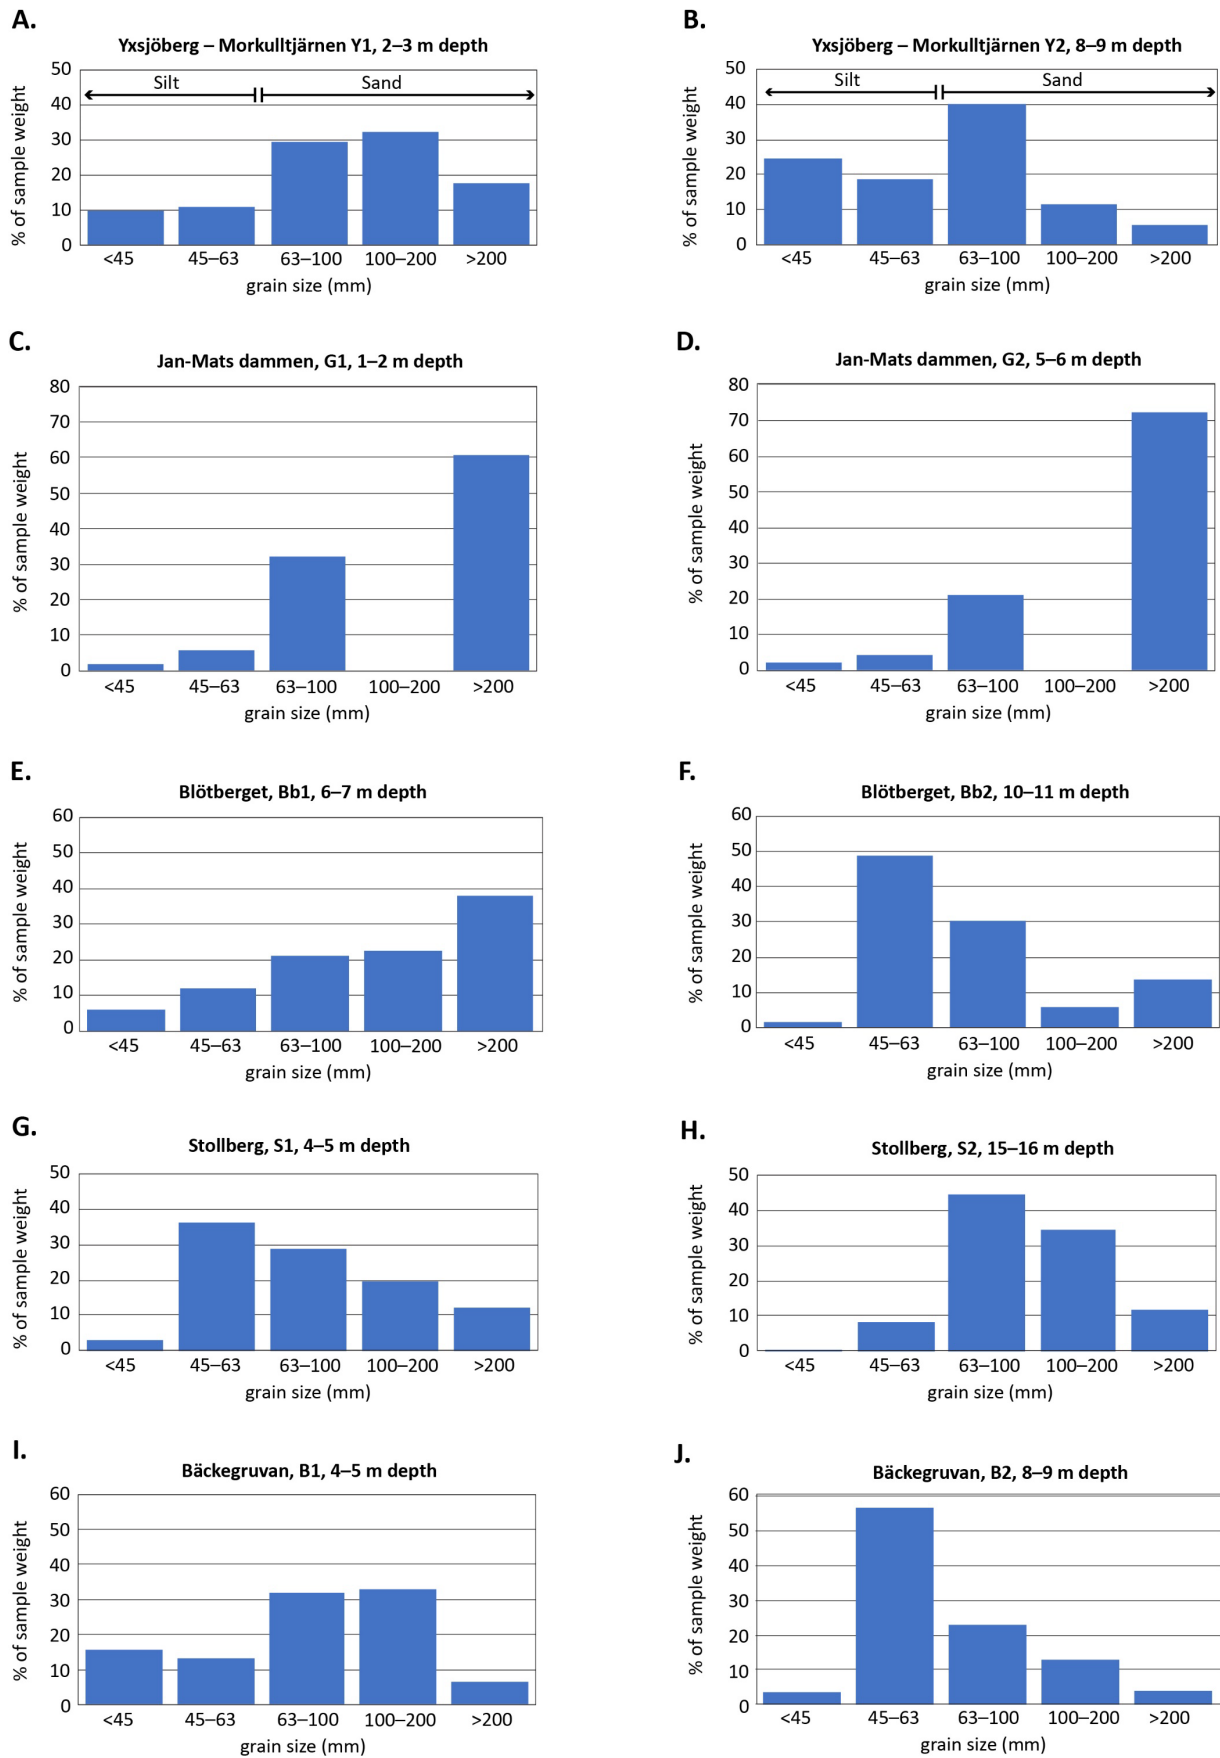 A.
Yxsjöberg – Morkulltjärnen Y1, 2–3 m depth
50
40
30
20
10
0
% of sample weight
Silt
Sand
<45 45–63 63–100 100–200 >200
grain size (mm)
B.
Yxsjöberg – Morkulltjärnen Y2, 8–9 m depth
50
40
30
20
10
0
% of sample weight
Silt
Sand
<45 45–63 63–100 100–200 >200
grain size (mm)
C.
Jan-Mats dammen, G1, 1–2 m depth
80
70
60
50
40
30
20
10
0
% of sample weight
<45 45–63 63–100 100–200 >200
grain size (mm)
D.
Jan-Mats dammen, G2, 5–6 m depth
80
70
60
50
40
30
20
10
0
% of sample weight
<45 45–63 63–100 100–200 >200
grain size (mm)
E.
Blötberget, Bb1, 6–7 m depth
60
50
40
30
20
10
0
% of sample weight
<45 45–63 63–100 100–200 >200
grain size (mm)
F.
Blötberget, Bb2, 10–11 m depth
60
50
40
30
20
10
0
% of sample weight
<45 45–63 63–100 100–200 >200
grain size (mm)
G.
Stollberg, S1, 4–5 m depth
50
40
30
20
10
0
% of sample weight
<45 45–63 63–100 100–200 >200
grain size (mm)
H.
Stollberg, S2, 15–16 m depth
50
40
30
20
10
0
% of sample weight
<45 45–63 63–100 100–200 >200
grain size (mm)
I.
Bäckegruvan, B1, 4–5 m depth
60
50
40
30
20
10
0
% of sample weight
<45 45–63 63–100 100–200 >200
grain size (mm)
J.
Bäckegruvan, B2, 8–9 m depth
60
50
40
30
20
10
0
% of sample weight
<45 45–63 63–100 100–200 >200
grain size (mm)